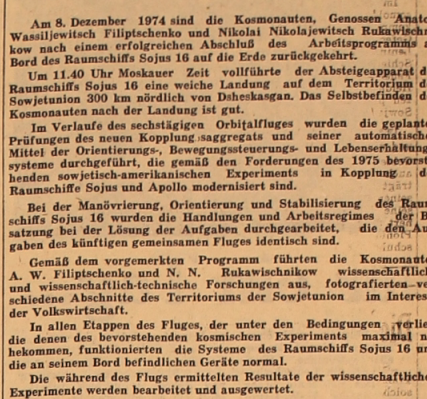 Am 8. Dezember 1974 sind die Kosmonauten, Genossen Anato
Wassiljewitsch Filiptschenko und Nikolai Nikolajewitsch Rukawischn
kow nach einem erfolgreichen Abschluß des Arbeitsprogramms a
Bord des Raumschiffs Sojus 16 auf die Erde zurückgekehrt.
Um 11.40 Uhr Moskauer Zeit vollführte der Absteigeapparat d
Raumschiffs Sojus 16 eine weiche Landung auf dem Territorium d
Sowjetunion 300 km nördlich von Dsheskasgan. Das Selbstbefinden d
Kosmonauten nach der Landung ist gut.
Im Verlaufe des sechstägigen Orbitalfluges wurden die geplant
Prüfungen des neuen Kopplung saggregats und seiner automatische
Mittel der Orientierungs-, Bewegungssteuerungs- und Lebenserhaltung
systeme durchgeführt, die gemäß den Forderungen des 1975 bevorst
henden sowjetisch-amerikanischen Experiments in Kopplung d
Raumschiffe Sojus und Apollo modernisiert sind.
Bei der Manövrierung, Orientierung und Stabilisierung des Rau
schiffs Sojus 16 wurden die Handlungen und Arbeitsregimes der B
satzung bei der Lösung der Aufgaben durchgearbeitet, die den Au
gaben des künftigen gemeinsamen Fluges identisch sind.
Gemäß dem vorgemerkten Programm führten die Kosmonaute
A. W. Filiptschenko und N. N. Rukawischnikow wissenschaftlich
und wissenschaftlich-technische Forschungen aus, fotografierten ve
schiedene Abschnitte des Territoriums der Sowjetunion im Interes
der Volkswirtschaft.
In allen Etappen des Fluges, der unter den Bedingungen verlie
die denen des bevorstehenden kosmischen Experiments maximal n
hekommen, funktionierten die Systeme des Raumschiffs Sojus 16 un
die an seinem Bord befindlichen Geräte normal.
Die während des Flugs ermittelten Resultate der wissenschaftliche
Experimente werden bearbeitet und ausgewertet.